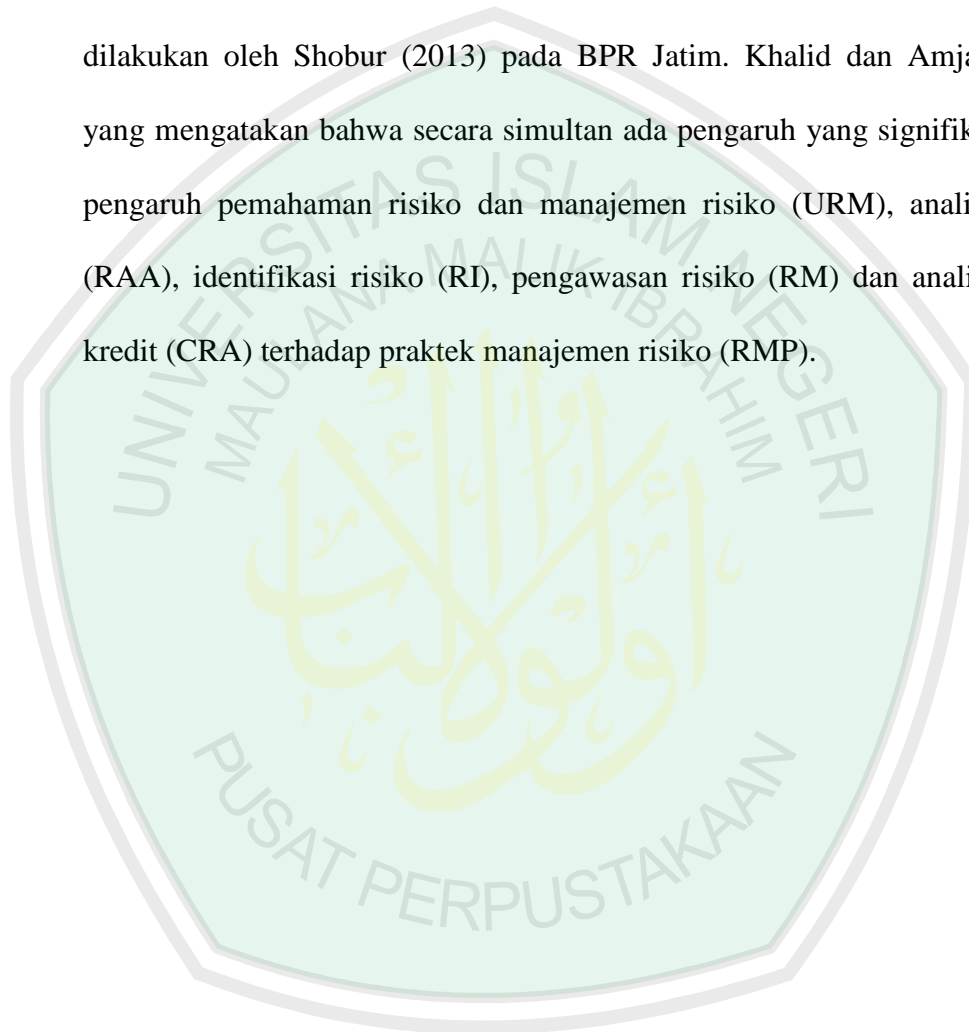 dilakukan oleh Shobur (2013) pada BPR Jatim. Khalid dan Amja
yang mengatakan bahwa secara simultan ada pengaruh yang signifik
pengaruh pemahaman risiko dan manajemen risiko (URM), anali
(RAA), identifikasi risiko (RI), pengawasan risiko (RM) dan anali
kredit (CRA) terhadap praktek manajemen risiko (RMP).
UNIVERSITAS ISLAM NEGERI
MAULANA MALIK IBRAHIM
PUSAT PERPUSTAKAAN